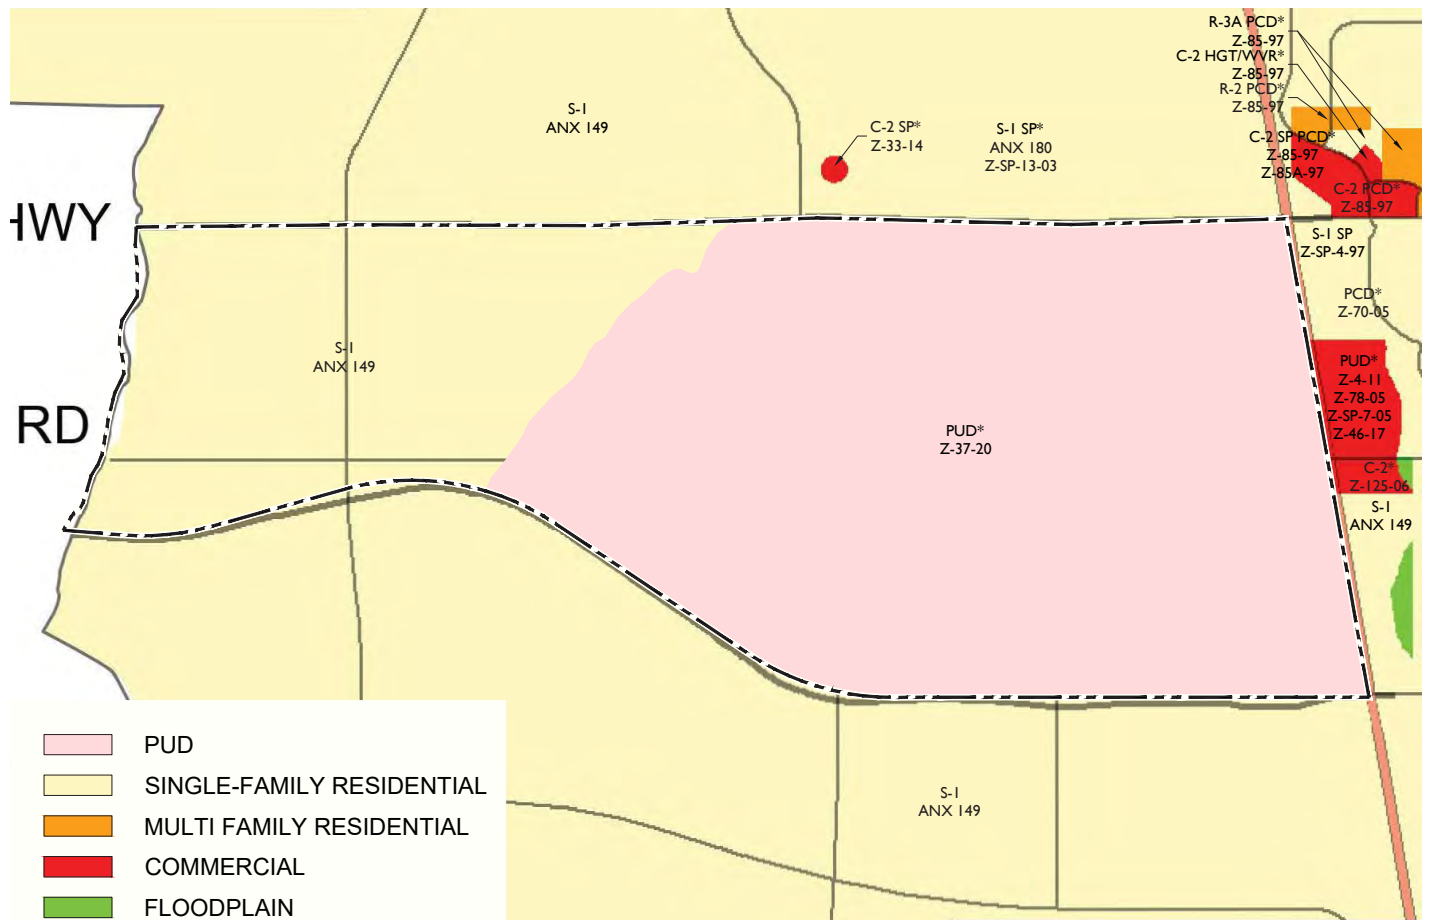 R-3A PCD*
Z-85-97
C-2 HGT/WVR*
Z-85-97
R-2 PCD*
Z-85-97
C-2 SP PCD*
Z-85-97
Z-85A-97
C-2 PCD*
Z-85-97
S-1
ANX 149
C-2 SP*
Z-33-14
S-1 SP*
ANX 180
Z-SP-13-03
HWY
S-1 SP
Z-SP-4-97
PCD*
Z-70-05
S-1
ANX 149
RD
PUD*
Z-37-20
PUD*
Z-4-11
Z-78-05
Z-SP-7-05
Z-46-17
C-2*
Z-125-06
S-1
ANX 149
S-1
ANX 149
PUD
SINGLE-FAMILY RESIDENTIAL
MULTI FAMILY RESIDENTIAL
COMMERCIAL
FLOODPLAIN